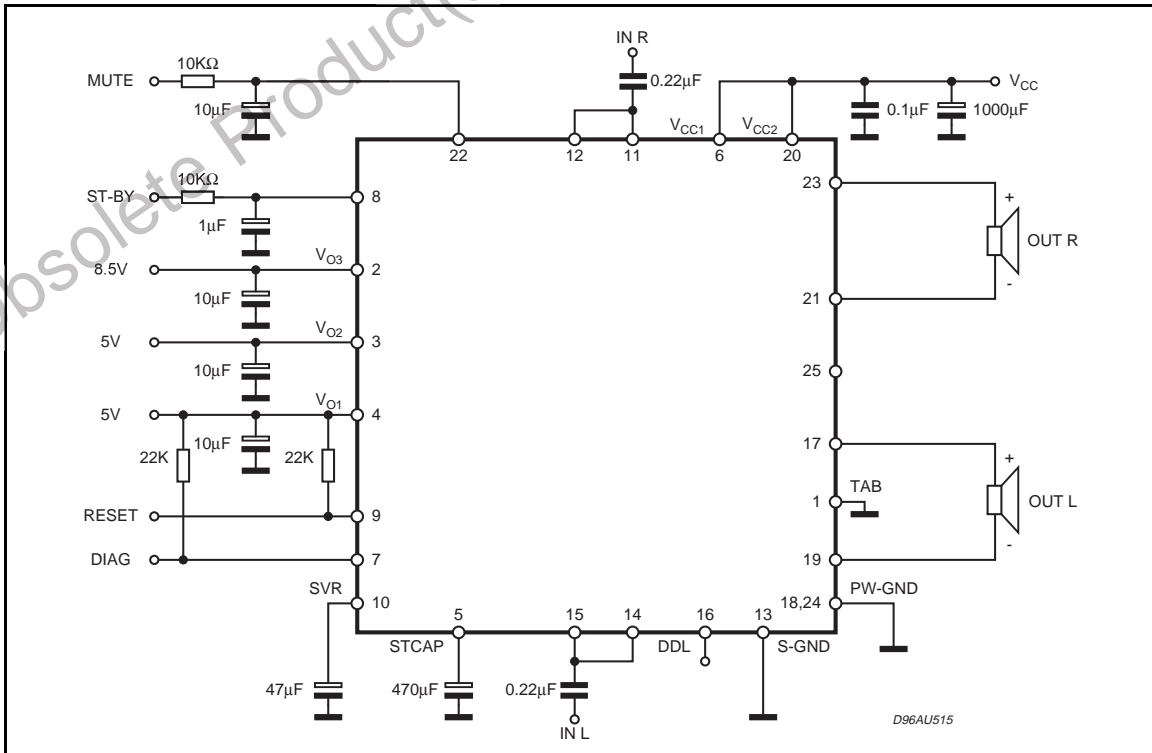 Obsolete Product(
IN R
10KΩ
MUTE
0.22µF
VCC
10µF
0.1µF
1000µF
VCC1
VCC2
22
12
11
6
20
10KΩ
ST-BY
8
23
1µF
+
OUT R
8.5V
VO3
2
-
10µF
21
5V
VO2
3
10µF
25
5V
VO1
4
10µF
22K
22K
17
+
TAB
1
OUT L
RESET
9
-
DIAG
7
19
SVR
10
18,24
PW-GND
5
15
14
16
13
STCAP
DDL
S-GND
47µF
470µF
0.22µF
IN L
D96AU515